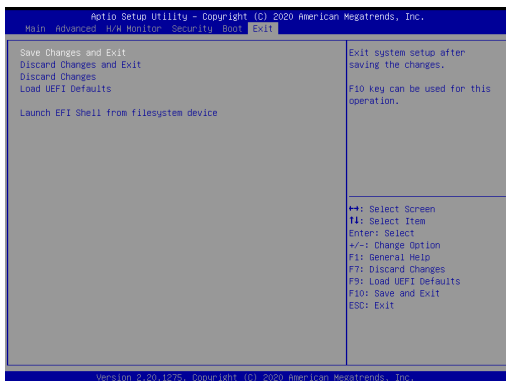 Aptio Setup Utility – Copyright (C) 2020 American Megatrends, Inc.
Main Advanced H/W Monitor Security Boot Exit
Save Changes and Exit
Discard Changes and Exit
Discard Changes
Load UEFI Defaults
Launch EFI Shell from filesystem device
Exit system setup after
saving the changes.
F10 key can be used for this
operation.
↔: Select Screen
↑↓: Select Item
Enter: Select
+/-: Change Option
F1: General Help
F7: Discard Changes
F9: Load UEFI Defaults
F10: Save and Exit
ESC: Exit
Version 2.20.1275. Copyright (C) 2020 American Megatrends, Inc.